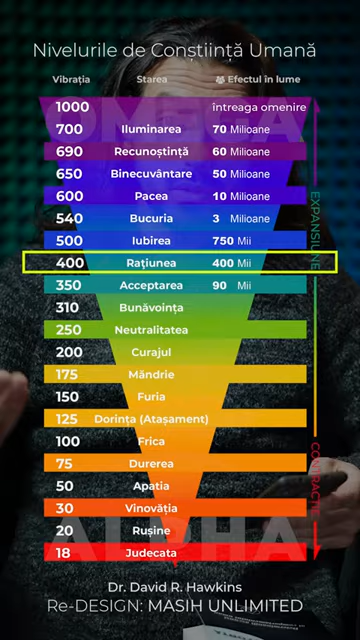 Nivelurile de Conștiință Umană
Vibrația Starea Efectul în lume
OMEGA
1000 întreaga omenire
700 Iluminarea 70 Milioane
690 Recunoștință 60 Milioane
650 Binecuvântare 50 Milioane
600 Pacea 10 Milioane
540 Bucuria 3 Milioane
500 Iubirea 750 Mii
400 Rațiunea 400 Mii
350 Acceptarea 90 Mii
310 Bunăvoința
250 Neutralitatea
200 Curajul
175 Mândrie
150 Furia
125 Dorința (Atașament)
100 Frica
75 Durerea
50 Apatia
30 Vinovăția
20 Rușine
18 Judecata
ALPHA
EXPANSIUNE
CONTRACȚIE
Dr. David R. Hawkins
Re-DESIGN: MASIH UNLIMITED